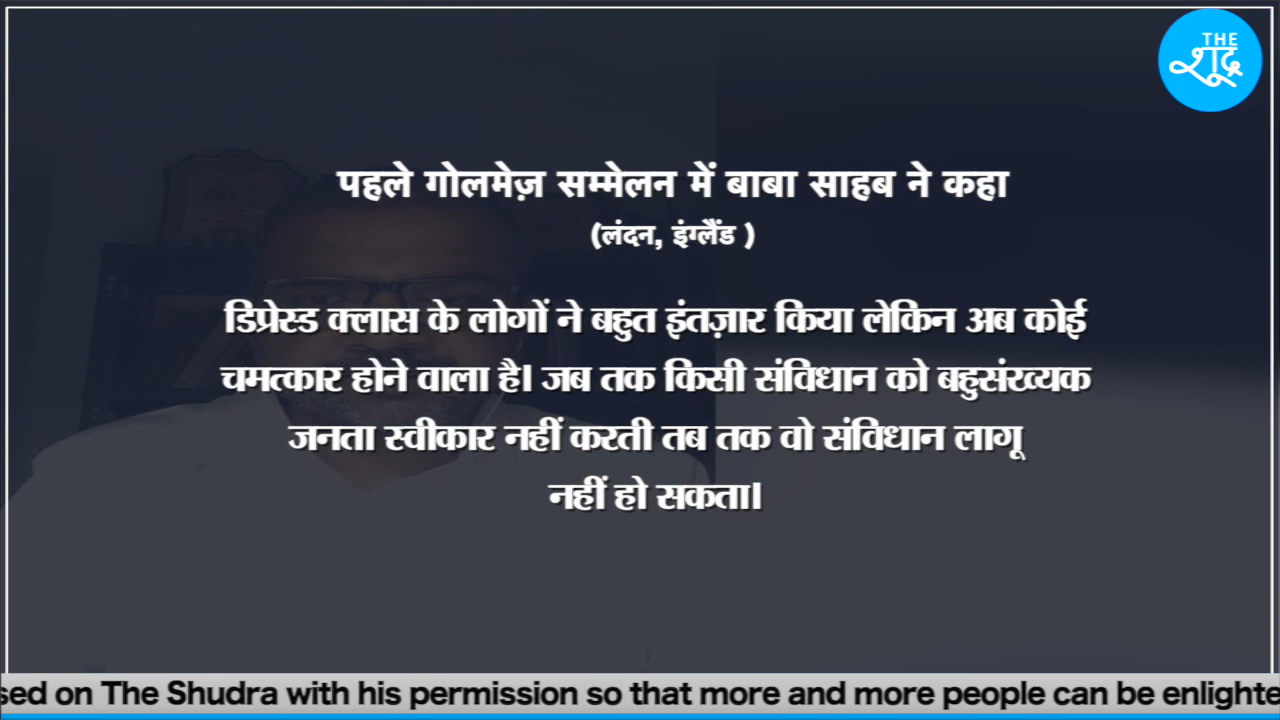 THE
शूद्र
पहले गोलमेज़ सम्मेलन में बाबा साहब ने कहा
(लंदन, इंग्लैंड )
डिप्रेस्ड क्लास के लोगों ने बहुत इंतज़ार किया लेकिन अब कोई
चमत्कार होने वाला है। जब तक किसी संविधान को बहुसंख्यक
जनता स्वीकार नहीं करती तब तक वो संविधान लागू
नहीं हो सकता।
sed on The Shudra with his permission so that more and more people can be enlighte